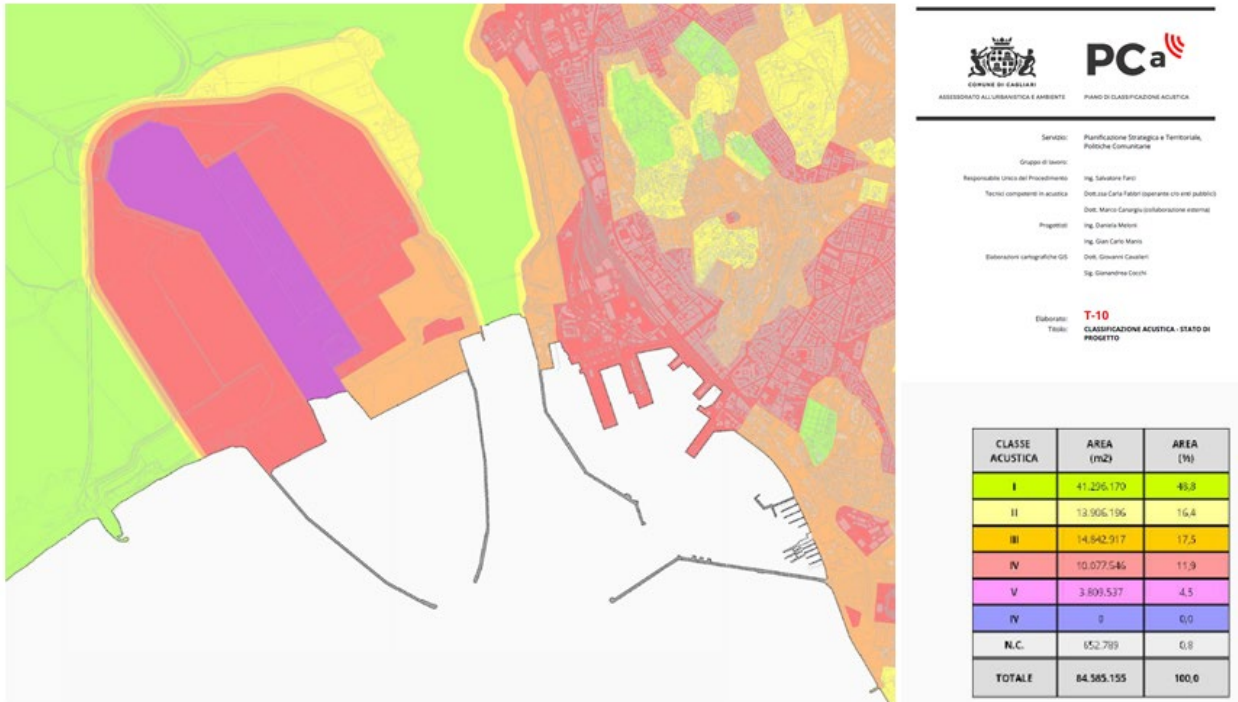 COMUNE DI CAGLIARI
ASSESSORATO ALL'URBANISTICA E AMBIENTE
PCa
PIANO DI CLASSIFICAZIONE ACUSTICA
Servizio: Pianificazione Strategica e Territoriale,
Politiche Comunitarie
Gruppo di lavoro:
Responsabile Unico del Procedimento Ing. Salvatore Farci
Tecnici competenti in acustica Dott.ssa Carla Fabbri (operante c/o enti pubblici)
Dott. Marco Canargiu (collaborazione esterna)
Progettisti Ing. Daniela Meloni
Ing. Gian Carlo Manis
Elaborazioni cartografiche GIS Dott. Giovanni Cavalieri
Sig. Gianandrea Cocchi
Elaborato: T-10
Titolo: CLASSIFICAZIONE ACUSTICA - STATO DI
PROGETTO
CLASSE ACUSTICA AREA (m2) AREA (%)
I 41.296.170 48,8
II 13.906.196 16,4
III 14.842.917 17,5
IV 10.077.546 11,9
V 3.809.537 4,5
IV 0 0,0
N.C. 652.789 0,8
TOTALE 84.585.155 100,0